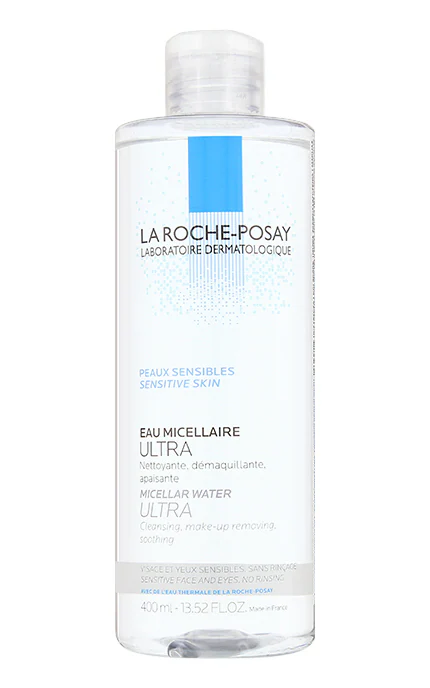 LA ROCHE-POSAY
LABORATOIRE DERMATOLOGIQUE
PEAUX SENSIBLES
SENSITIVE SKIN
EAU MICELLAIRE
ULTRA
Nettoyante, démaquillante,
apaisante
MICELLAR WATER
ULTRA
Cleansing, make-up removing,
soothing
VISAGE ET YEUX SENSIBLES, SANS RINÇAGE
SENSITIVE FACE AND EYES, NO RINSING
AVEC DE L'EAU THERMALE DE LA ROCHE-POSAY
400 ml - 13.52 FL.OZ. Made in France